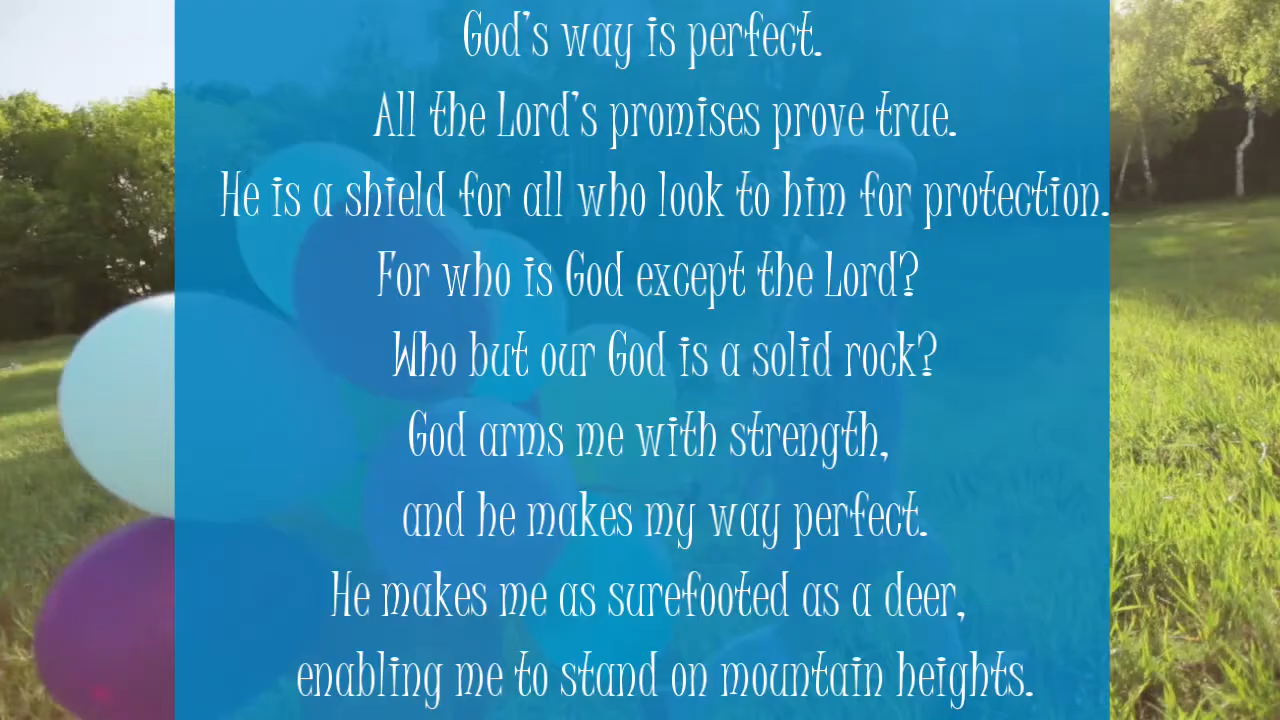 God's way is perfect.
All the Lord's promises prove true.
He is a shield for all who look to him for protection.
For who is God except the Lord?
Who but our God is a solid rock?
God arms me with strength,
and he makes my way perfect.
He makes me as surefooted as a deer,
enabling me to stand on mountain heights.